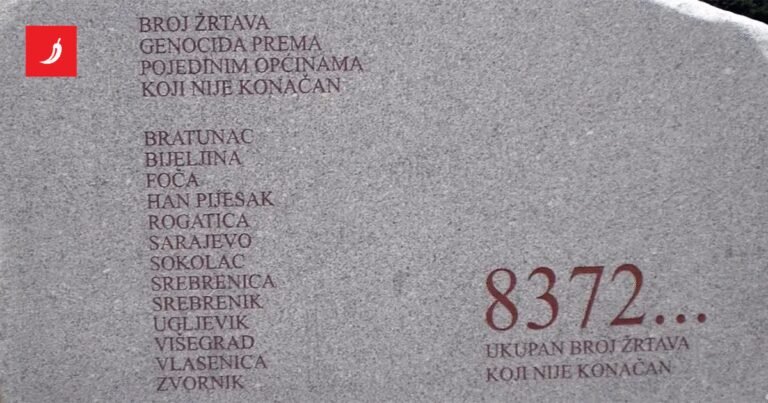 BROJ ŽRTAVA
GENOCIDA PREMA
POJEDINIM OPĆINAMA
KOJI NIJE KONAČAN
BRATUNAC
BIJELJINA
FOČA
HAN PIJESAK
ROGATICA
SARAJEVO
SOKOLAC
SREBRENICA
SREBRENIK
UGLJEVIK
VIŠEGRAD
VLASENICA
ZVORNIK
8372...
UKUPAN BROJ ŽRTAVA
KOJI NIJE KONAČAN